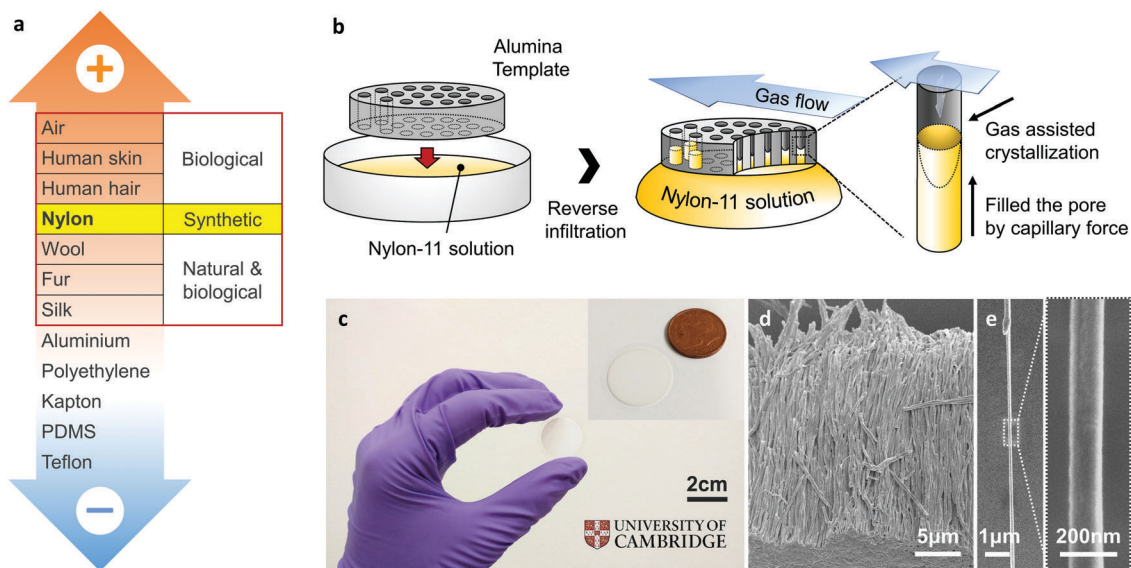 a
+
Air
Human skin
Human hair
Biological
Nylon
Synthetic
Wool
Fur
Silk
Natural &
biological
Aluminium
Polyethylene
Kapton
PDMS
Teflon
−
b
Alumina
Template
Nylon-11 solution
Reverse
infiltration
Gas flow
Nylon-11 solution
Gas assisted
crystallization
Filled the pore
by capillary force
c
2cm
UNIVERSITY OF
CAMBRIDGE
d
5μm
e
1μm
200nm